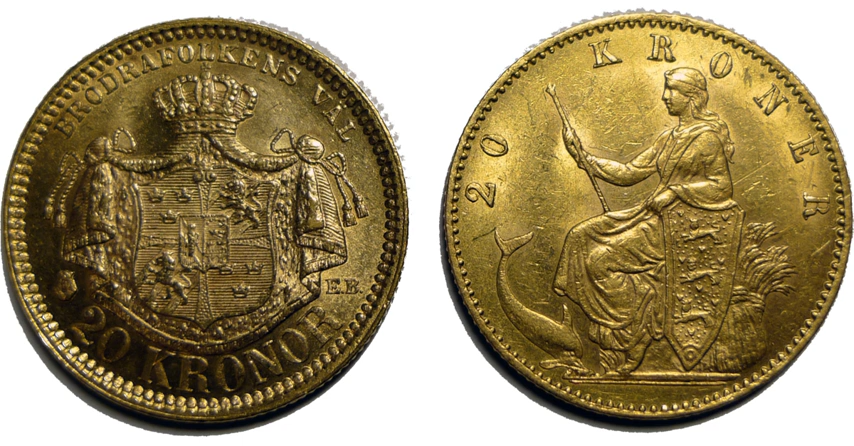 BRÖDRAFOLKENS VÄL
E.B.
20 KRONOR
20 KRONER